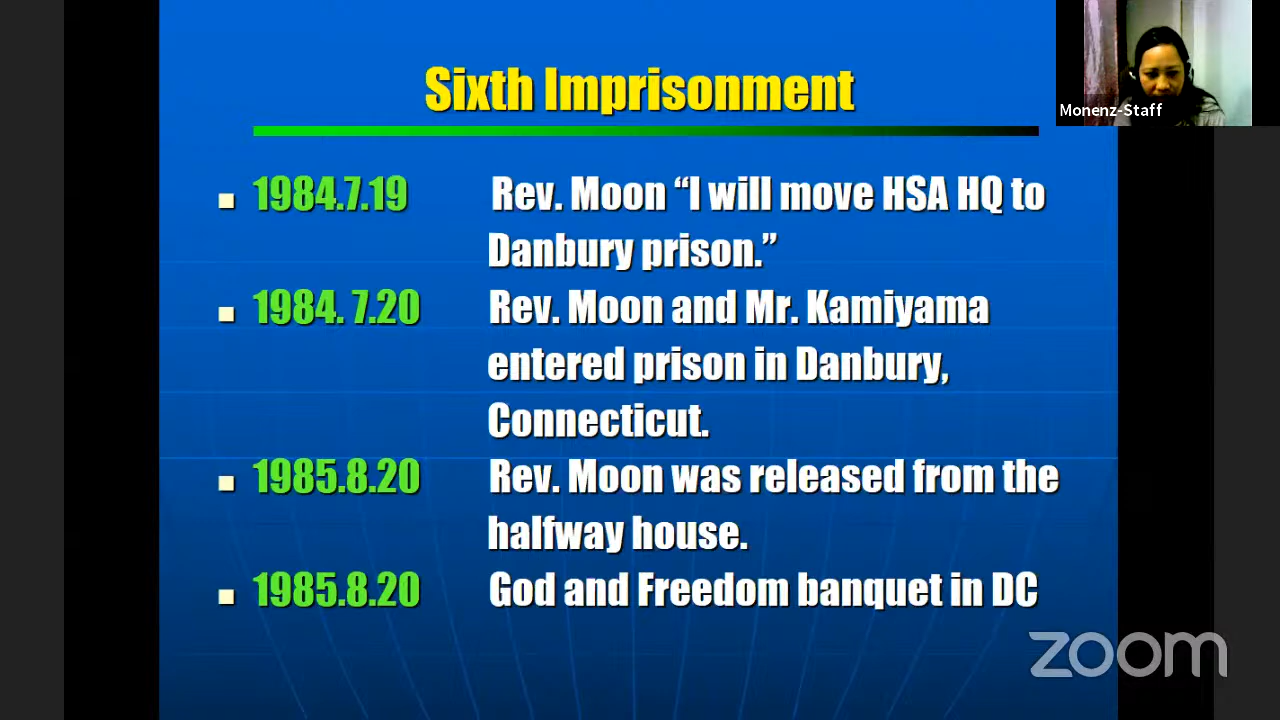 Sixth Imprisonment
Monenz-Staff
1984.7.19 Rev. Moon “I will move HSA HQ to
Danbury prison.”
1984. 7.20 Rev. Moon and Mr. Kamiyama
entered prison in Danbury,
Connecticut.
1985.8.20 Rev. Moon was released from the
halfway house.
1985.8.20 God and Freedom banquet in DC
zoom